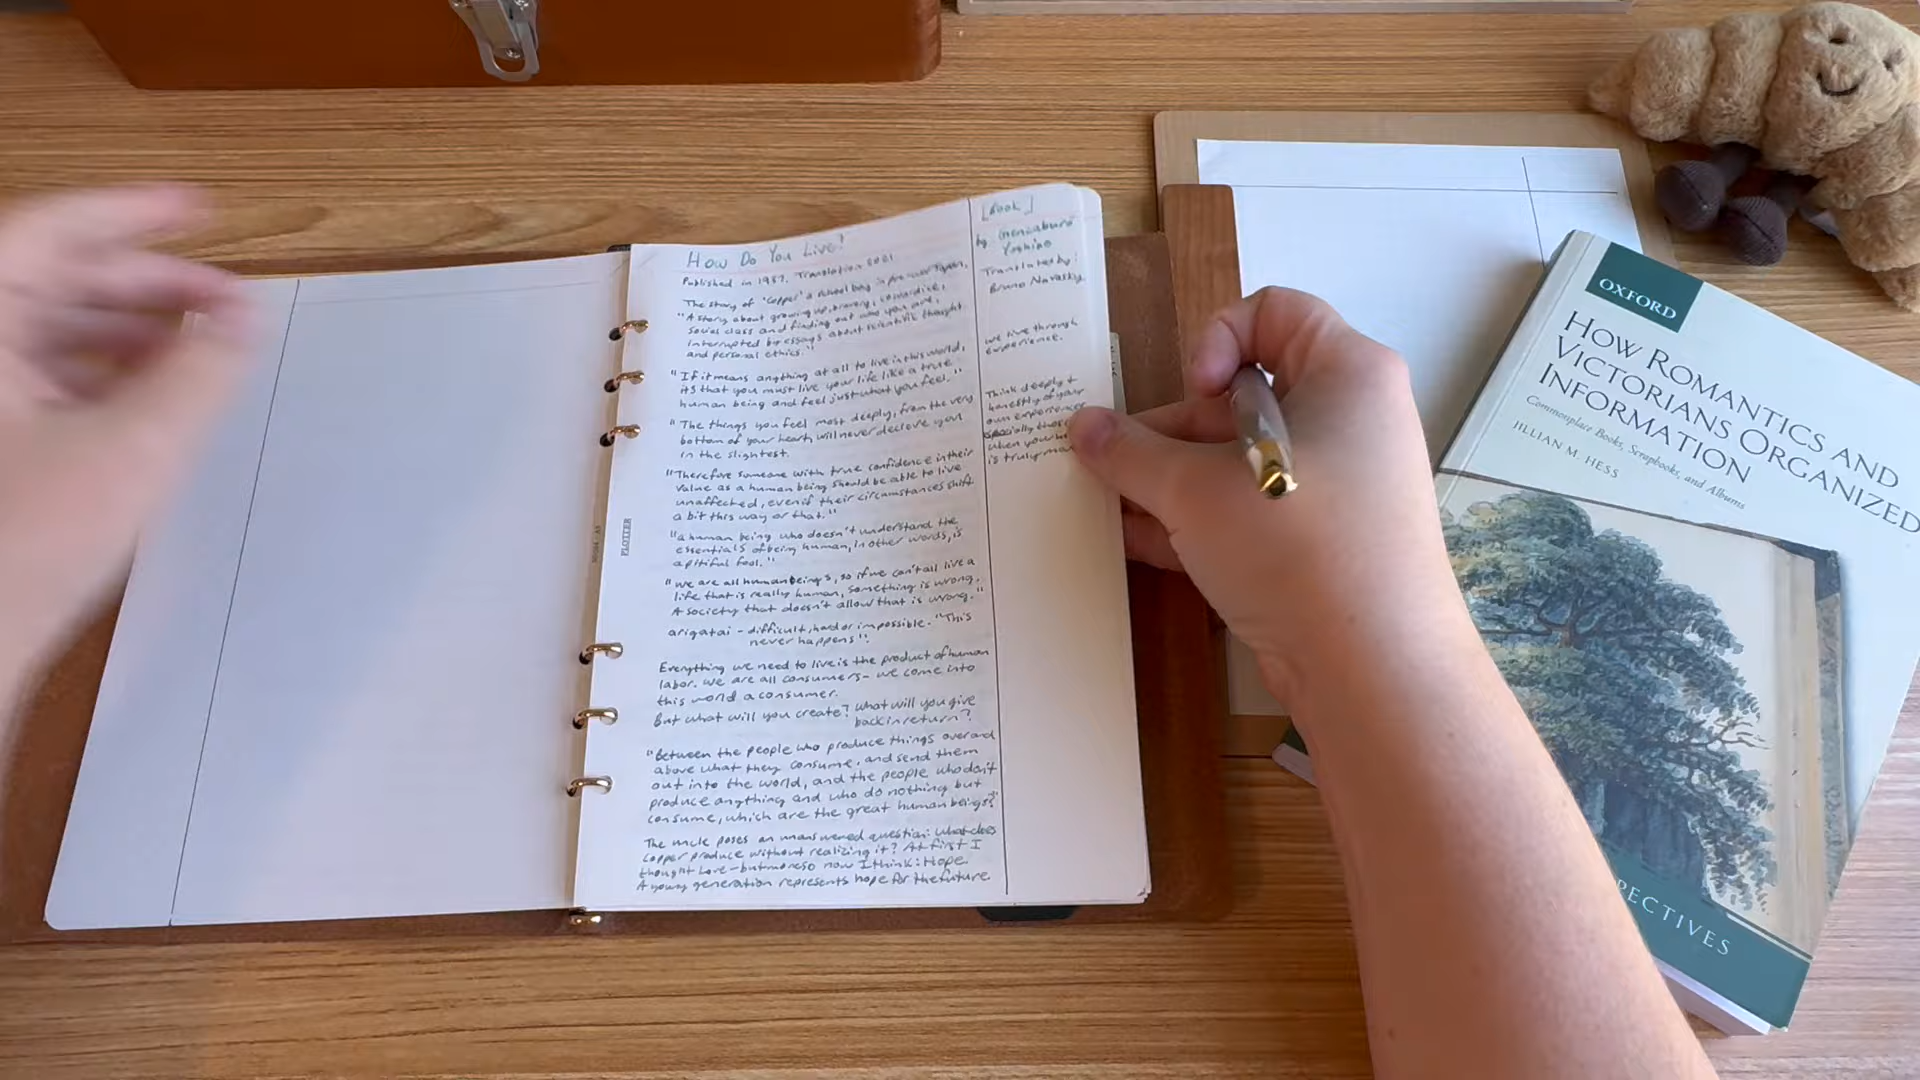 How Do You Live?
Published in 1937. Translation 2021
The story of 'Copper' a school boy in pre-war Japan.
"A story about growing up, bravery, cowardice,
social class and finding out who you are,
interrupted by essays about scientific thought
and personal ethics."
"If it means anything at all to live in this world,
its that you must live your life like a true
human being and feel just what you feel."
"The things you feel most deeply, from the very
bottom of your heart, will never decieve you
in the slightest.
"Therefore someone with true confidence in their
value as a human being should be able to live
unaffected, even if their circumstances shift
a bit this way or that."
"a human being who doesn't understand the
essentials of being human, in other words, is
a pitiful fool."
"We are all human beings, so if we can't all live a
life that is really human, something is wrong.
A society that doesn't allow that is wrong."
arigatai - difficult, hard or impossible. "This
never happens".
Everything we need to live is the product of human
labor. We are all consumers - we come into
this world a consumer.
But what will you create? What will you give
back in return?
"Between the people who produce things over and
above what they consume, and send them
out into the world, and the people who don't
produce anything and who do nothing but
consume, which are the great human beings?"
The uncle poses an unanswered question: What does
Copper produce without realizing it? At first I
thought Love - but moreso now I think: Hope.
A young generation represents hope for the future.
[Book]
by Genzaburō
Yoshino
Translated by:
Bruno Navasky
We live through
experience.
Think deeply +
honestly of your
own experiences
especially those
when your
is truly
PLOTTER
OXFORD
HOW ROMANTICS AND
VICTORIANS ORGANIZED
INFORMATION
Commonplace Books, Scrapbooks, and Albums
JILLIAN M. HESS
PECTIVES